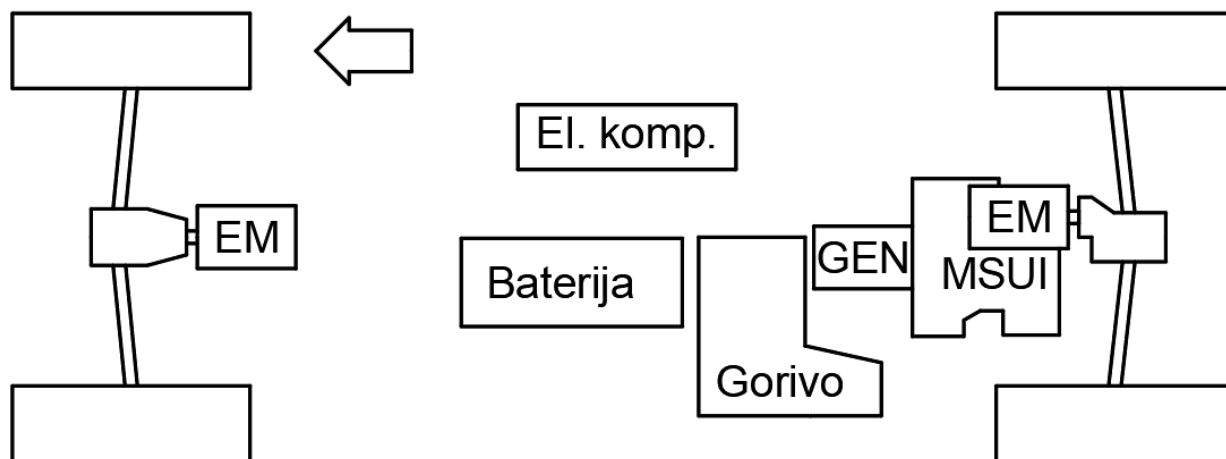 El. komp.
EM
EM
GEN
MSUI
Baterija
Gorivo